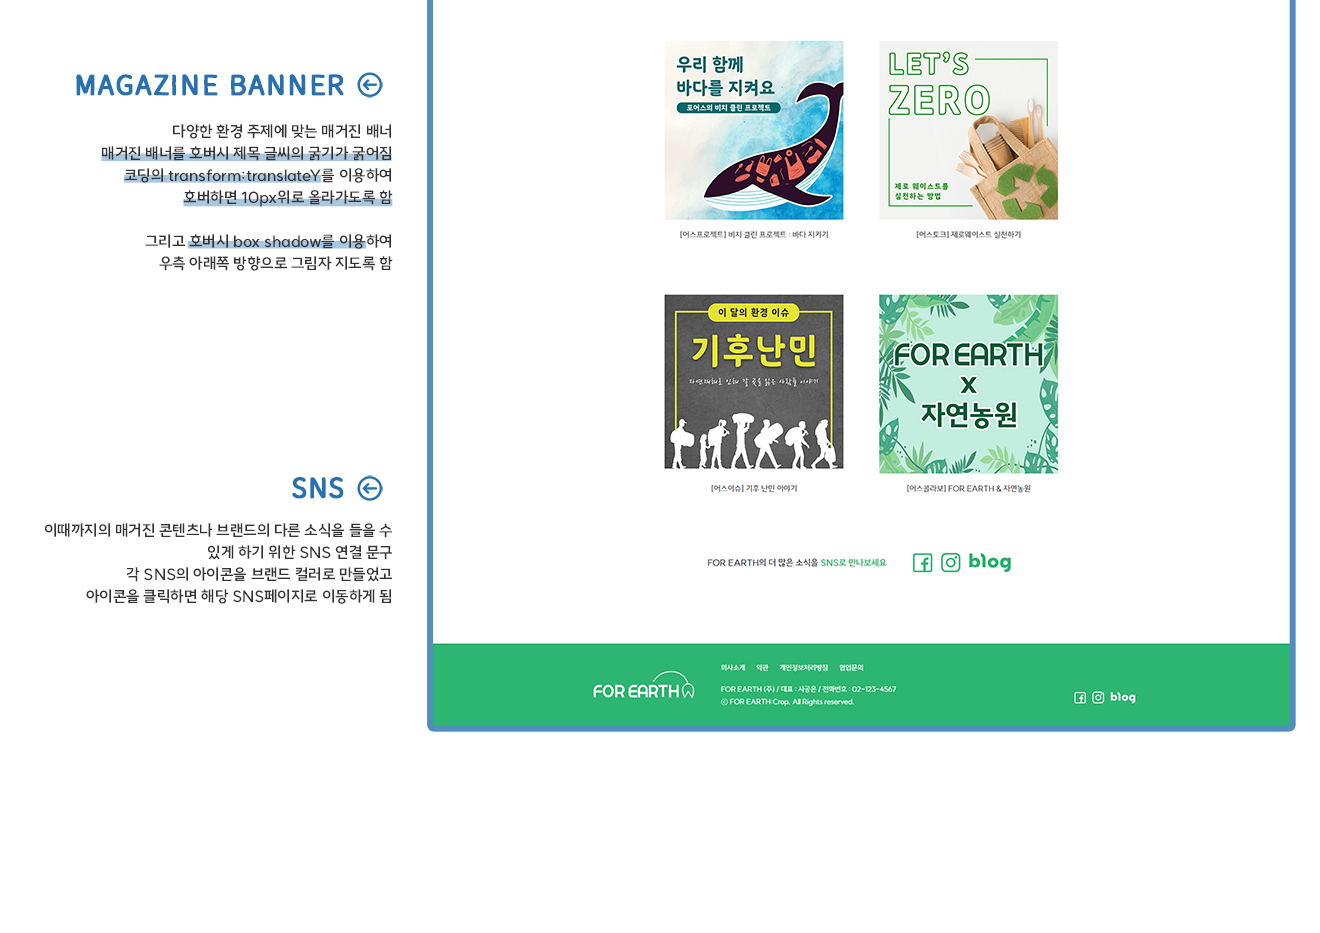 MAGAZINE BANNER
다양한 환경 주제에 맞는 매거진 배너
매거진 배너를 호버시 제목 글씨의 굵기가 굵어짐
코딩의 transform:translateY를 이용하여
호버하면 10px위로 올라가도록 함
그리고 호버시 box shadow를 이용하여
우측 아래쪽 방향으로 그림자 지도록 함
SNS
이때까지의 매거진 콘텐츠나 브랜드의 다른 소식을 들을 수
있게 하기 위한 SNS 연결 문구
각 SNS의 아이콘을 브랜드 컬러로 만들었고
아이콘을 클릭하면 해당 SNS페이지로 이동하게 됨
우리 함께
바다를 지켜요
포어스의 비치 클린 프로젝트
[어스프로젝트] 비치 클린 프로젝트 : 바다 지키기
LET'S
ZERO
제로 웨이스트를
실천하는 방법
[어스토크] 제로웨이스트 실천하기
이 달의 환경 이슈
기후난민
자연재해로 인해 갈 곳을 잃은 사람들 이야기
[어스이슈] 기후 난민 이야기
FOR EARTH
X
자연농원
[어스콜라보] FOR EARTH & 자연농원
FOR EARTH의 더 많은 소식을 SNS로 만나보세요
blog
FOR EARTH
회사소개 약관 개인정보처리방침 협업문의
FOR EARTH (주) / 대표 : 사공은 / 전화번호 : 02-123-4567
ⓒ FOR EARTH Crop. All Rights reserved.
blog